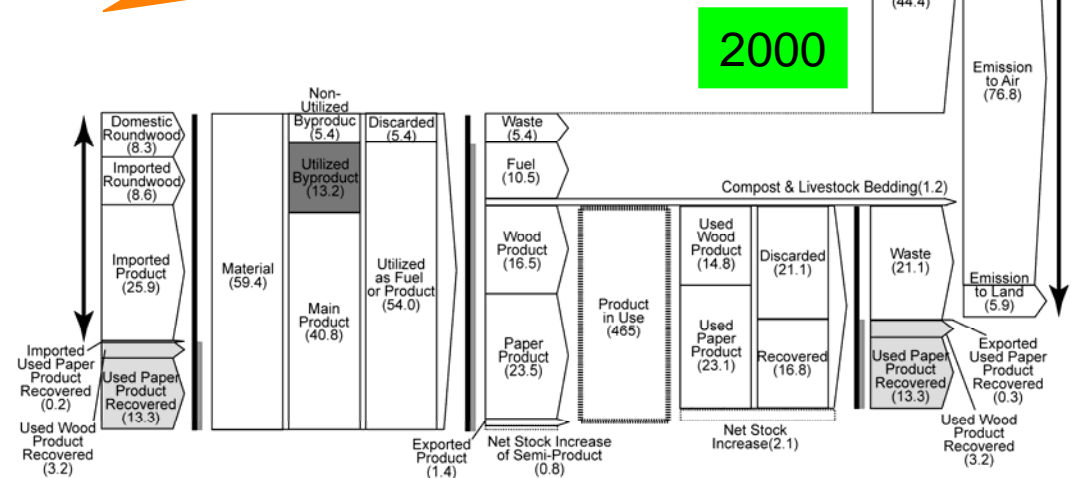 (44.4)
2000
Emission
to Air
(76.8)
Domestic
Roundwood
(8.3)
Imported
Roundwood
(8.6)
Imported
Product
(25.9)
Imported
Used Paper
Product
Recovered
(0.2)
Used Paper
Product
Recovered
(13.3)
Used Wood
Product
Recovered
(3.2)
Material
(59.4)
Non-
Utilized
Byproduc
(5.4)
Utilized
Byproduct
(13.2)
Main
Product
(40.8)
Discarded
(5.4)
Utilized
as Fuel
or Product
(54.0)
Waste
(5.4)
Fuel
(10.5)
Compost & Livestock Bedding(1.2)
Wood
Product
(16.5)
Paper
Product
(23.5)
Exported
Product
(1.4)
Net Stock Increase
of Semi-Product
(0.8)
Product
in Use
(465)
Used
Wood
Product
(14.8)
Used
Paper
Product
(23.1)
Discarded
(21.1)
Recovered
(16.8)
Net Stock
Increase(2.1)
Waste
(21.1)
Used Paper
Product
Recovered
(13.3)
Emission
to Land
(5.9)
Exported
Used Paper
Product
Recovered
(0.3)
Used Wood
Product
Recovered
(3.2)